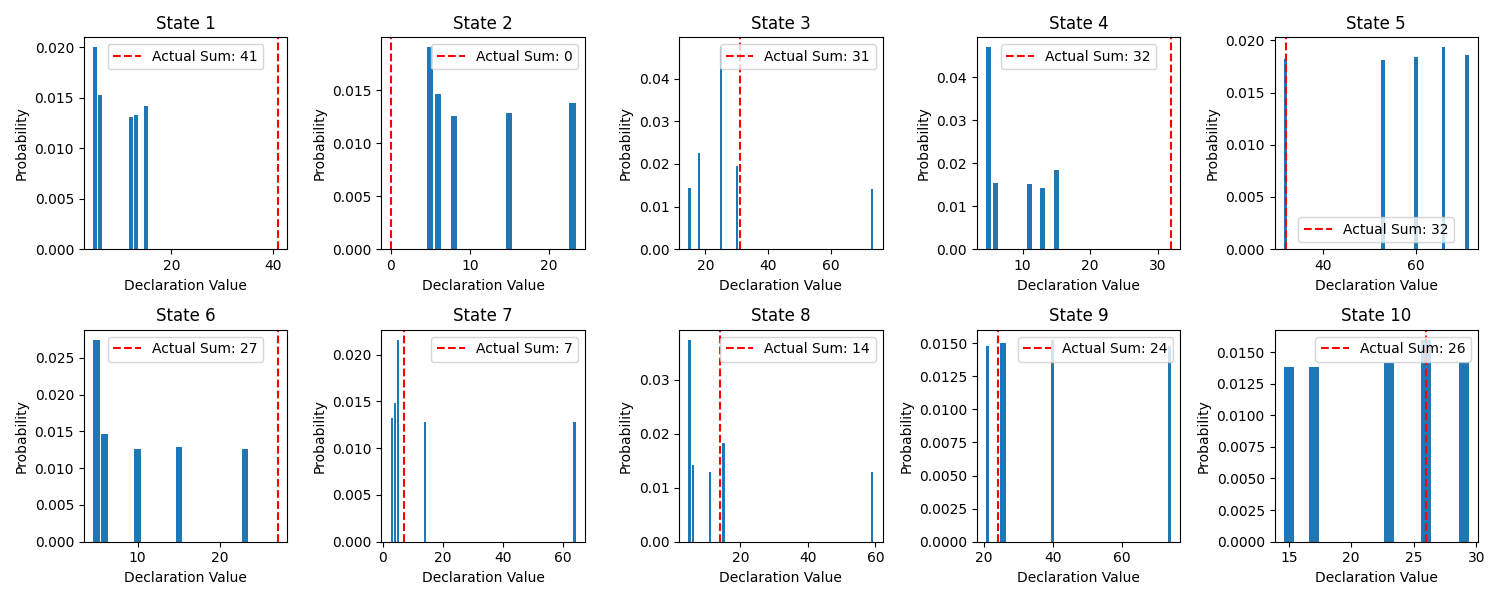 State 1
State 2
State 3
State 4
State 5
Actual Sum: 41
Actual Sum: 0
Actual Sum: 31
Actual Sum: 32
Actual Sum: 32
Probability
0.020
0.015
0.010
0.005
0.000
20
40
Declaration Value
Probability
0.015
0.010
0.005
0.000
0
10
20
Declaration Value
Probability
0.04
0.03
0.02
0.01
0.00
20
40
60
Declaration Value
Probability
0.04
0.03
0.02
0.01
0.00
10
20
30
Declaration Value
Probability
0.020
0.015
0.010
0.005
0.000
40
60
Declaration Value
State 6
State 7
State 8
State 9
State 10
Actual Sum: 27
Actual Sum: 7
Actual Sum: 14
Actual Sum: 24
Actual Sum: 26
Probability
0.025
0.020
0.015
0.010
0.005
0.000
10
20
Declaration Value
Probability
0.020
0.015
0.010
0.005
0.000
0
20
40
60
Declaration Value
Probability
0.03
0.02
0.01
0.00
20
40
60
Declaration Value
Probability
0.0150
0.0125
0.0100
0.0075
0.0050
0.0025
0.0000
20
40
60
Declaration Value
Probability
0.0150
0.0125
0.0100
0.0075
0.0050
0.0025
0.0000
15
20
25
30
Declaration Value